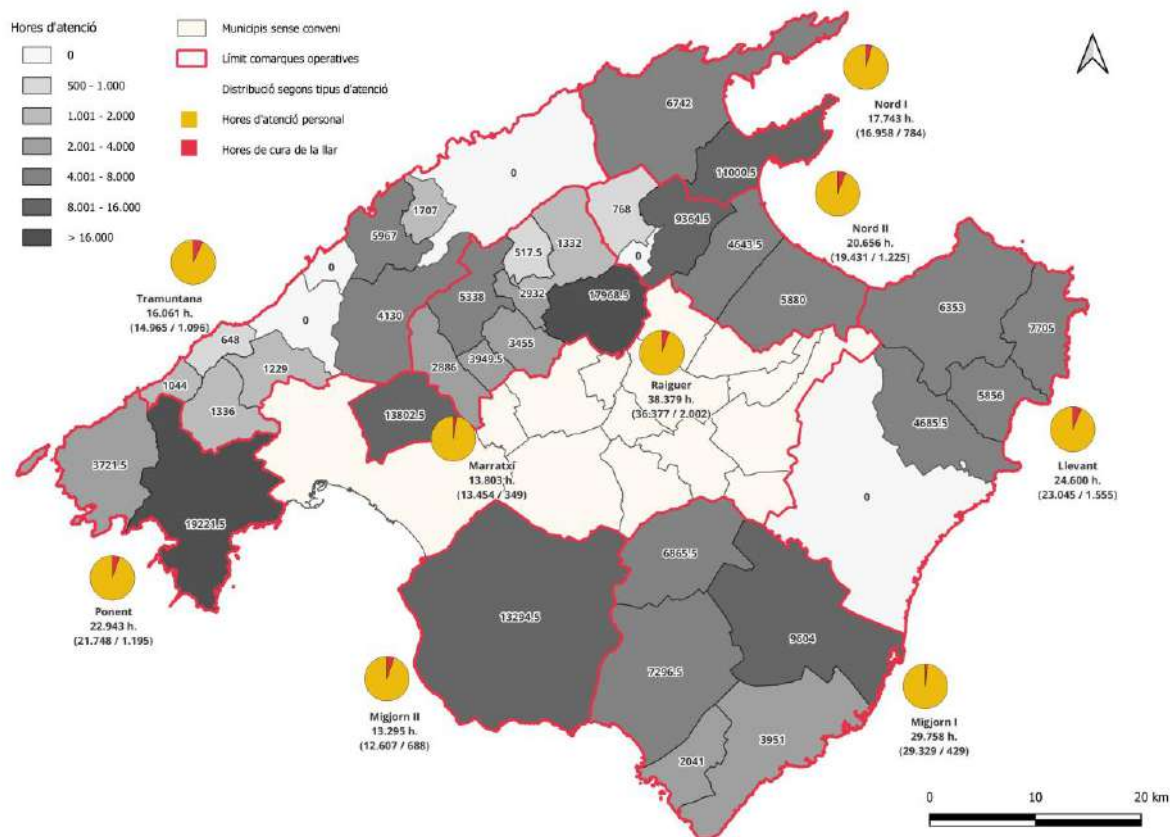 Hores d'atenció
0
500 - 1.000
1.001 - 2.000
2.001 - 4.000
4.001 - 8.000
8.001 - 16.000
> 16.000
Municipis sense conveni
Límit comarques operatives
Distribució segons tipus d'atenció
Hores d'atenció personal
Hores de cura de la llar
Nord I
17.743 h.
(16.958 / 784)
Nord II
20.656 h.
(19.431 / 1.225)
Tramuntana
16.061 h.
(14.965 / 1.096)
Raiguer
38.379 h.
(36.377 / 2.002)
Marratxí
13.803 h.
(13.454 / 349)
Llevant
24.600 h.
(23.045 / 1.555)
Ponent
22.943 h.
(21.748 / 1.195)
Migjorn II
13.295 h.
(12.607 / 688)
Migjorn I
29.758 h.
(29.329 / 429)
6742
11000.5
0
1707
5967
768
9364.5
4643.5
1332
517.5
0
0
2932
17968.5
5338
5880
6353
7705
4130
0
648
3455
3949.5
2886
1229
1044
1336
5856
4685.5
13802.5
3721.5
0
19221.5
6865.5
13294.5
9604
7296.5
3951
2041
0
10
20 km